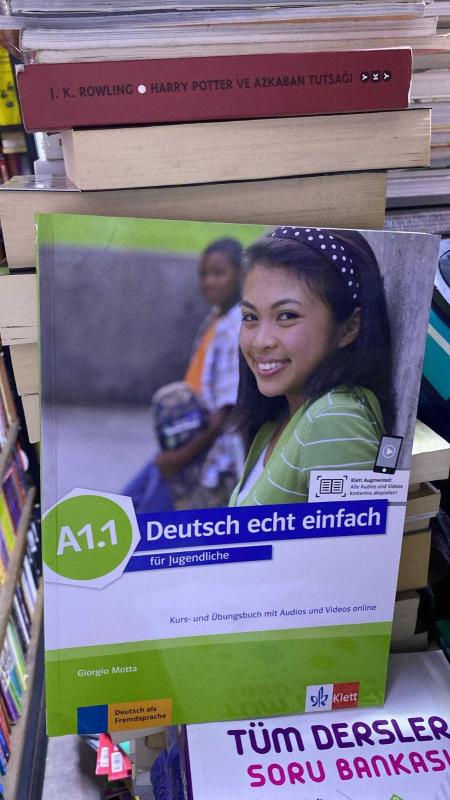 J. K. ROWLING ● HARRY POTTER VE AZKABAN TUTSAĞI YKY
Klett Augmented:
Alle Audios und Videos
kostenlos abspielen!
A1.1
Deutsch echt einfach
für Jugendliche
Kurs- und Übungsbuch mit Audios und Videos online
Giorgio Motta
Deutsch als
Fremdsprache
Klett
TÜM DERSLER
SORU BANKASI